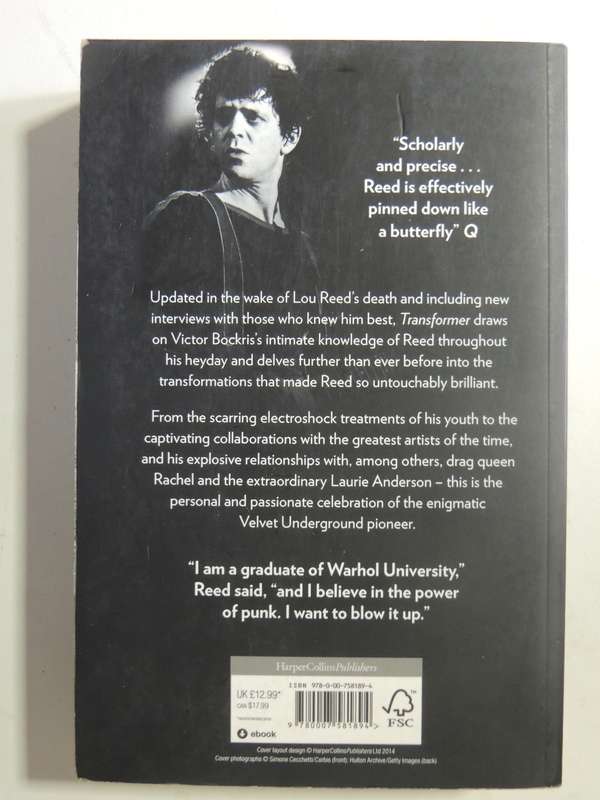 “Scholarly
and precise . . .
Reed is effectively
pinned down like
a butterfly” Q
Updated in the wake of Lou Reed’s death and including new
interviews with those who knew him best, Transformer draws
on Victor Bockris’s intimate knowledge of Reed throughout
his heyday and delves further than ever before into the
transformations that made Reed so untouchably brilliant.
From the scarring electroshock treatments of his youth to the
captivating collaborations with the greatest artists of the time,
and his explosive relationships with, among others, drag queen
Rachel and the extraordinary Laurie Anderson – this is the
personal and passionate celebration of the enigmatic
Velvet Underground pioneer.
“I am a graduate of Warhol University,”
Reed said, “and I believe in the power
of punk. I want to blow it up.”
HarperCollinsPublishers
ISBN 978-0-00-758189-4
UK £12.99*
CAN $17.99
ebook
9 780007 581894 >
FSC
Cover layout design © HarperCollinsPublishers Ltd 2014
Cover photographs © Simone Cecchetti/Corbis (front); Hulton Archive/Getty Images (back)